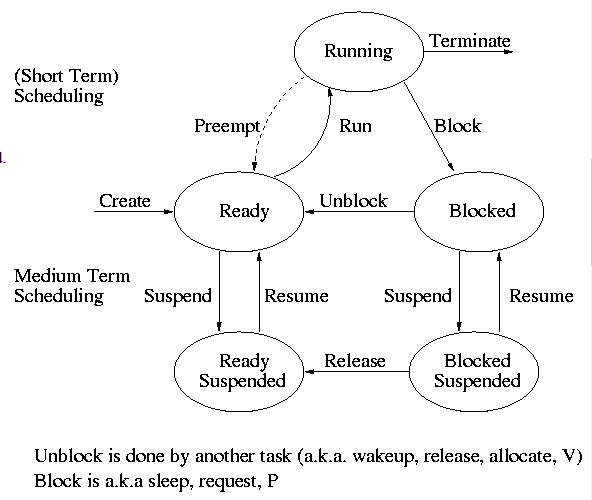 Running
Terminate
(Short Term)
Scheduling
Preempt
Run
Block
Create
Ready
Unblock
Blocked
Medium Term
Scheduling
Suspend
Resume
Suspend
Resume
Ready
Suspended
Release
Blocked
Suspended
Unblock is done by another task (a.k.a. wakeup, release, allocate, V)
Block is a.k.a sleep, request, P